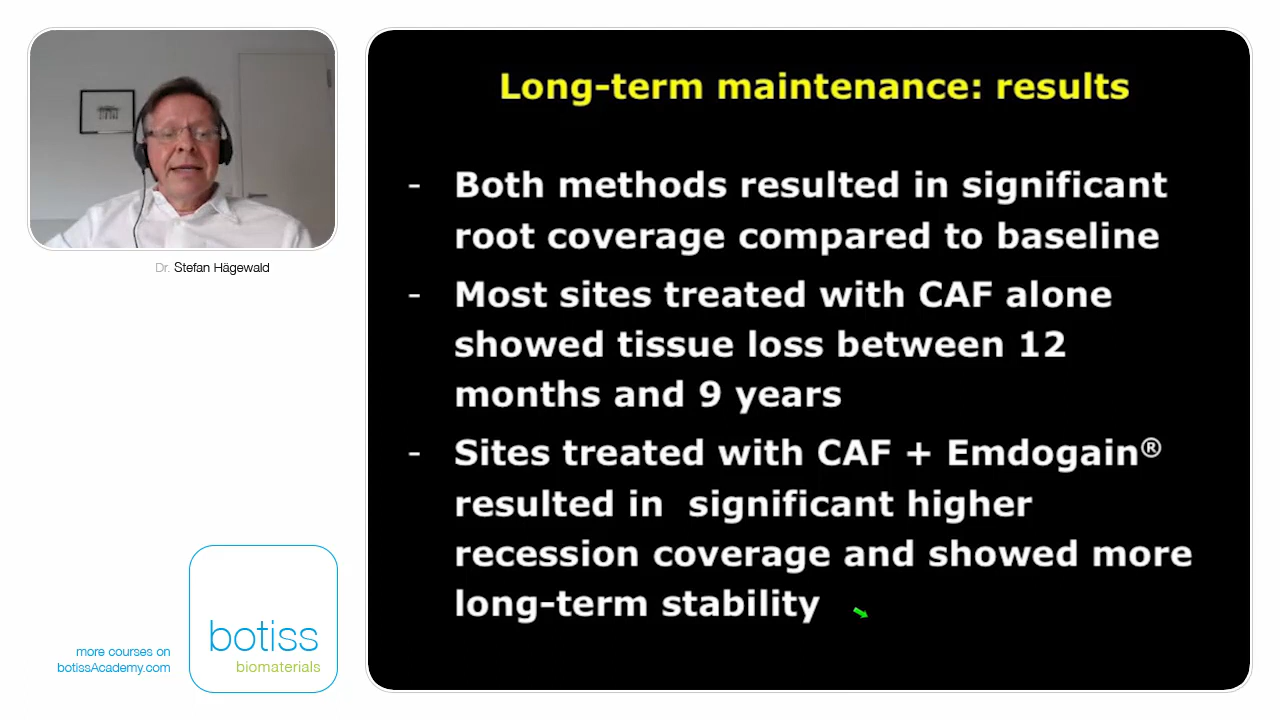 Long-term maintenance: results
- Both methods resulted in significant
root coverage compared to baseline
- Most sites treated with CAF alone
showed tissue loss between 12
months and 9 years
- Sites treated with CAF + Emdogain®
resulted in  significant higher
recession coverage and showed more
long-term stability
Dr. Stefan Hägewald
botiss
biomaterials
more courses on
botissAcademy.com